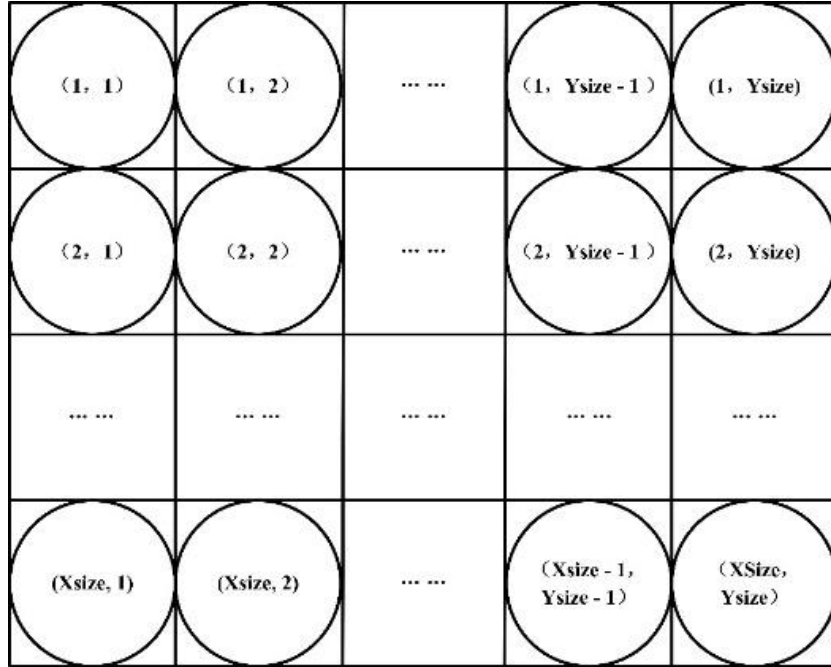 （1，1）
（1，2）
... ...
（1，Ysize - 1）
(1，Ysize)
（2，1）
（2，2）
... ...
（2，Ysize - 1）
(2，Ysize)
... ...
... ...
... ...
... ...
... ...
(Xsize, 1)
(Xsize, 2)
... ...
（Xsize - 1，
Ysize - 1）
（XSize，
Ysize）